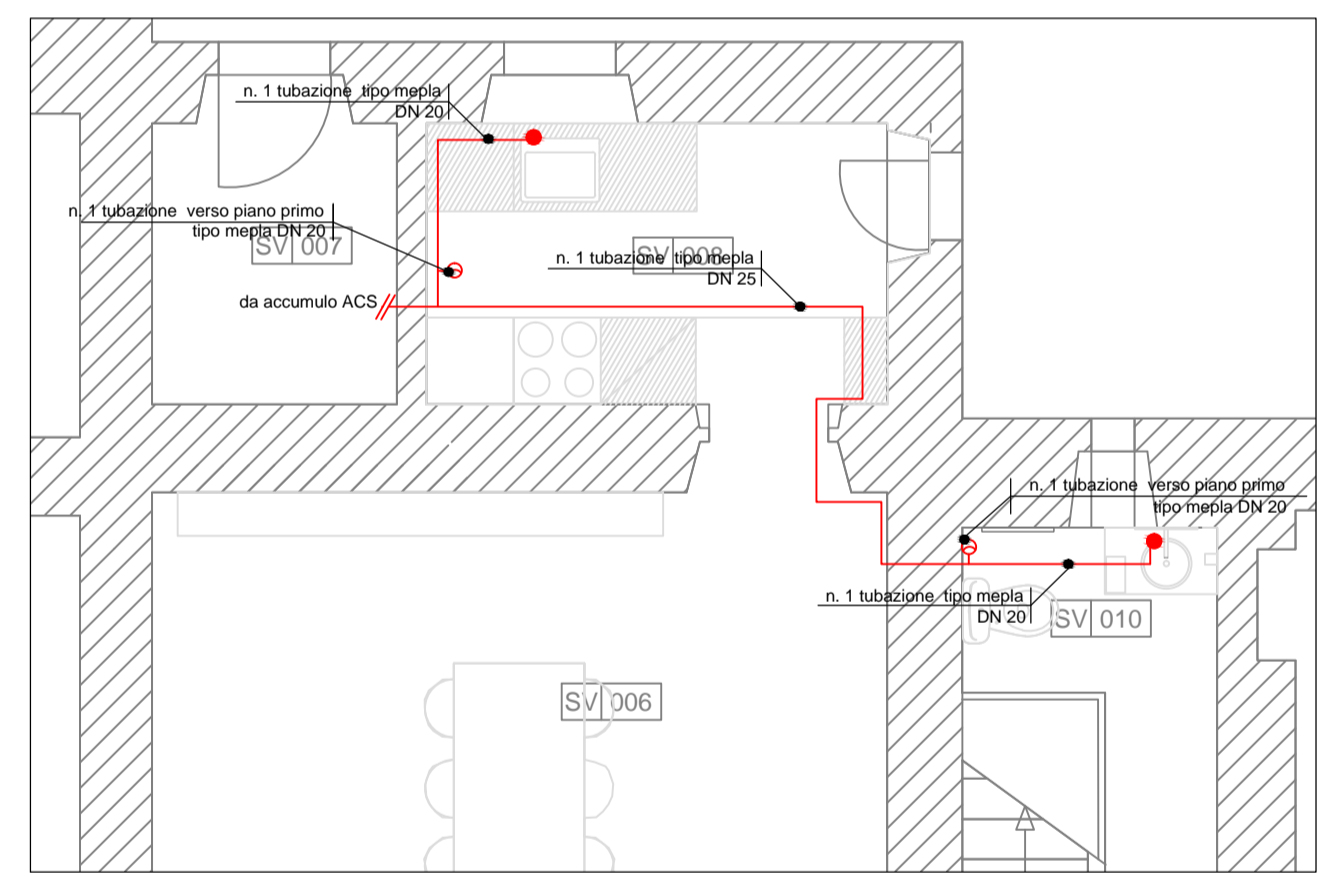 n. 1 tubazione tipo mepla
DN 20
n. 1 tubazione verso piano primo
tipo mepla DN 20
SV 007
SV 008
n. 1 tubazione tipo mepla
DN 25
da accumulo ACS
n. 1 tubazione verso piano primo
tipo mepla DN 20
n. 1 tubazione tipo mepla
DN 20
SV 010
SV 006